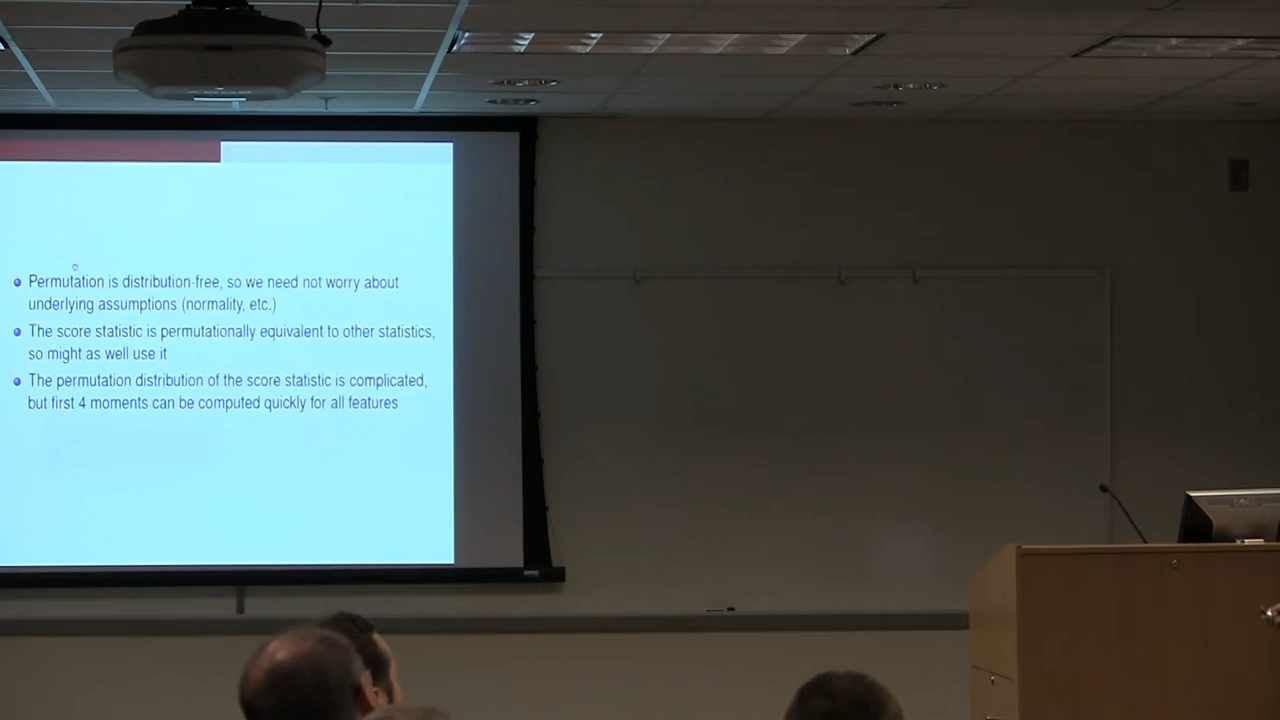 Permutation is distribution-free, so we need not worry about
underlying assumptions (normality, etc.)
The score statistic is permutationally equivalent to other statistics,
so might as well use it
The permutation distribution of the score statistic is complicated,
but first 4 moments can be computed quickly for all features